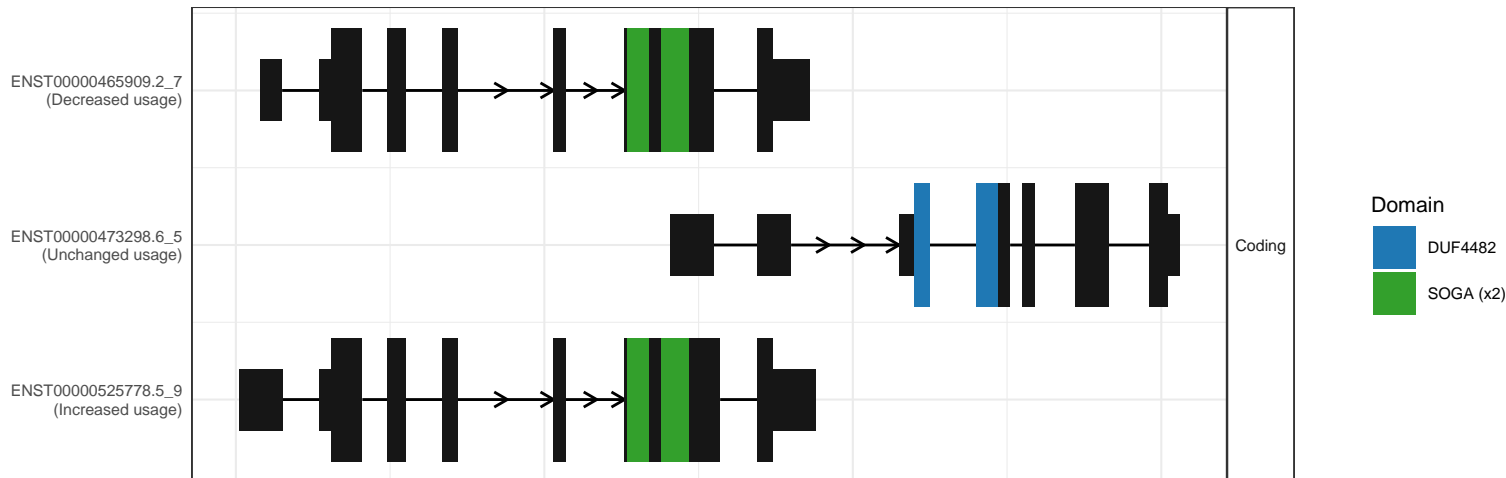 ENST00000465909.2_7
(Decreased usage)
ENST00000473298.6_5
(Unchanged usage)
ENST00000525778.5_9
(Increased usage)
Coding
Domain
DUF4482
SOGA (x2)